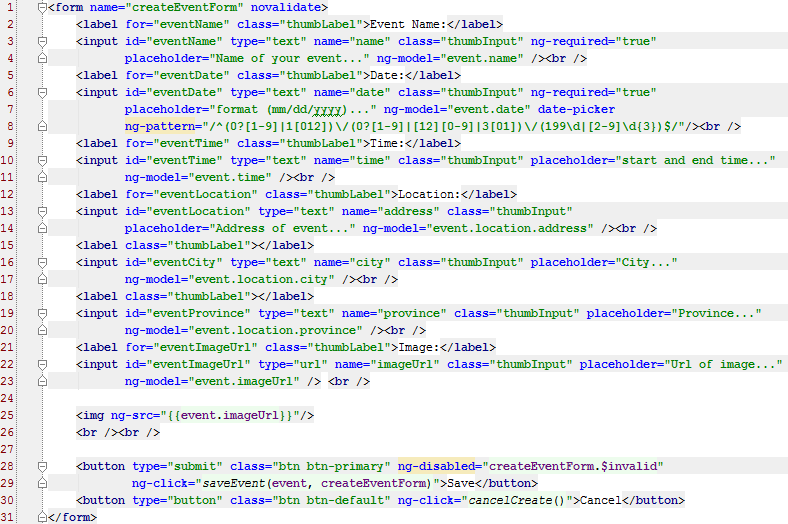 1 <form name="createEventForm" novalidate>
2 <label for="eventName" class="thumbLabel">Event Name:</label>
3 <input id="eventName" type="text" name="name" class="thumbInput" ng-required="true"
4 placeholder="Name of your event..." ng-model="event.name" /><br />
5 <label for="eventDate" class="thumbLabel">Date:</label>
6 <input id="eventDate" type="text" name="date" class="thumbInput" ng-required="true"
7 placeholder="format (mm/dd/yyyy)..." ng-model="event.date" date-picker
8 ng-pattern="/^(0?[1-9]|1[012])\/(0?[1-9]|[12][0-9]|3[01])\/(199\d|[2-9]\d{3})$/"/><br />
9 <label for="eventTime" class="thumbLabel">Time:</label>
10 <input id="eventTime" type="text" name="time" class="thumbInput" placeholder="start and end time..."
11 ng-model="event.time" /><br />
12 <label for="eventLocation" class="thumbLabel">Location:</label>
13 <input id="eventLocation" type="text" name="address" class="thumbInput"
14 placeholder="Address of event..." ng-model="event.location.address" /><br />
15 <label class="thumbLabel"></label>
16 <input id="eventCity" type="text" name="city" class="thumbInput" placeholder="City..."
17 ng-model="event.location.city" /><br />
18 <label class="thumbLabel"></label>
19 <input id="eventProvince" type="text" name="province" class="thumbInput" placeholder="Province..."
20 ng-model="event.location.province" /><br />
21 <label for="eventImageUrl" class="thumbLabel">Image:</label>
22 <input id="eventImageUrl" type="url" name="imageUrl" class="thumbInput" placeholder="Url of image..."
23 ng-model="event.imageUrl" /> <br />
24
25 <img ng-src="{{event.imageUrl}}"/>
26 <br /><br />
27
28 <button type="submit" class="btn btn-primary" ng-disabled="createEventForm.$invalid"
29 ng-click="saveEvent(event, createEventForm)">Save</button>
30 <button type="button" class="btn btn-default" ng-click="cancelCreate()">Cancel</button>
31 </form>